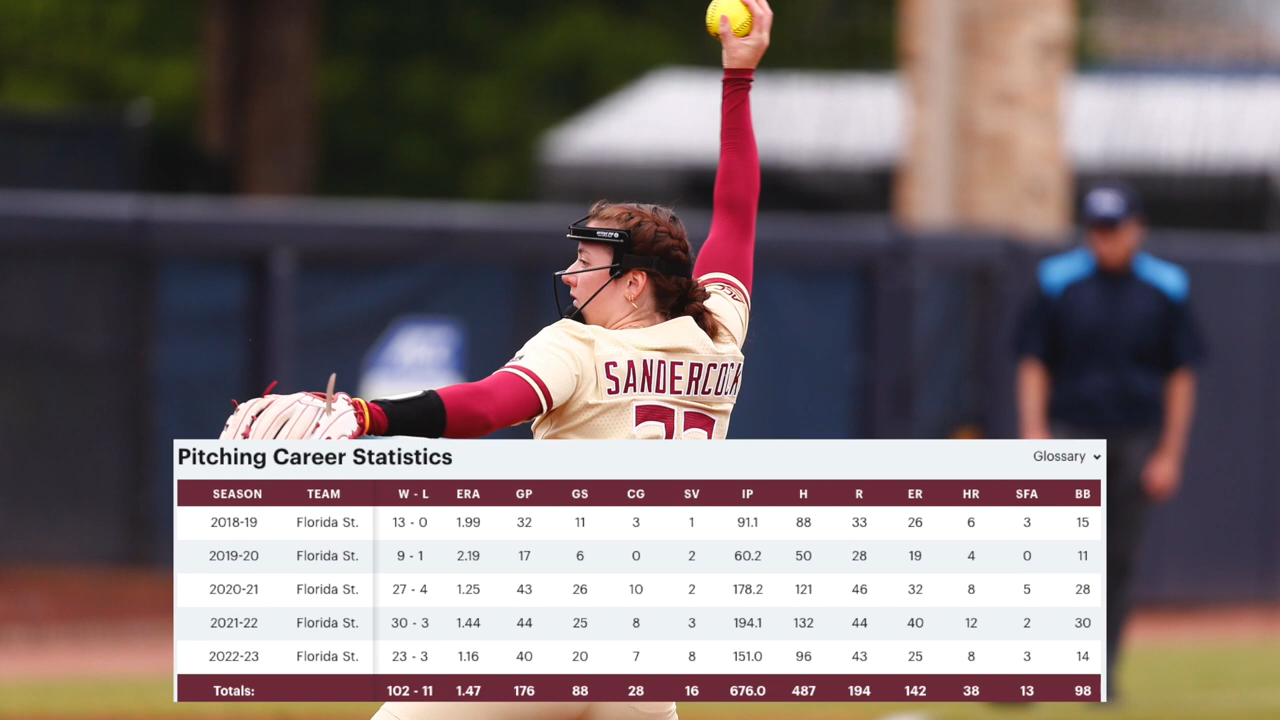 SANDERCOCK
Pitching Career Statistics
Glossary
SEASON TEAM W - L ERA GP GS CG SV IP H R ER HR SFA BB
2018-19 Florida St. 13 - 0 1.99 32 11 3 1 91.1 88 33 26 6 3 15
2019-20 Florida St. 9 - 1 2.19 17 6 0 2 60.2 50 28 19 4 0 11
2020-21 Florida St. 27 - 4 1.25 43 26 10 2 178.2 121 46 32 8 5 28
2021-22 Florida St. 30 - 3 1.44 44 25 8 3 194.1 132 44 40 12 2 30
2022-23 Florida St. 23 - 3 1.16 40 20 7 8 151.0 96 43 25 8 3 14
Totals: 102 - 11 1.47 176 88 28 16 676.0 487 194 142 38 13 98